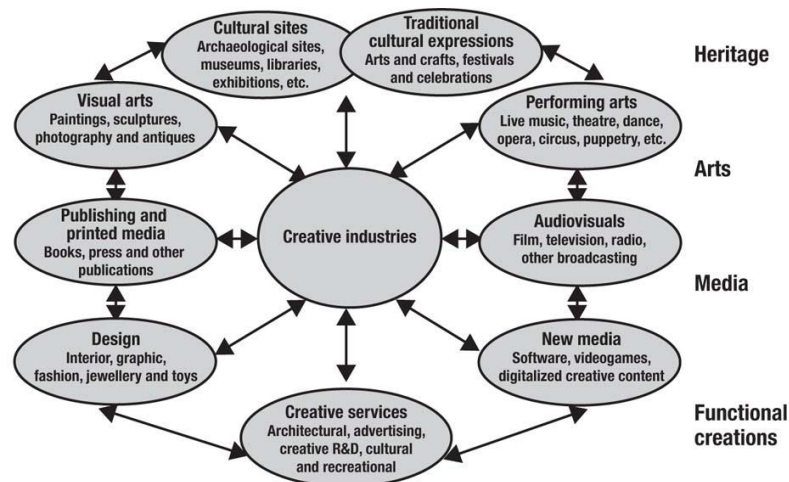 Cultural sites
Archaeological sites,
museums, libraries,
exhibitions, etc.
Traditional
cultural expressions
Arts and crafts, festivals
and celebrations
Heritage
Visual arts
Paintings, sculptures,
photography and antiques
Performing arts
Live music, theatre, dance,
opera, circus, puppetry, etc.
Arts
Publishing and
printed media
Books, press and other
publications
Creative industries
Audiovisuals
Film, television, radio,
other broadcasting
Media
Design
Interior, graphic,
fashion, jewellery and toys
New media
Software, videogames,
digitalized creative content
Creative services
Architectural, advertising,
creative R&D, cultural
and recreational
Functional
creations